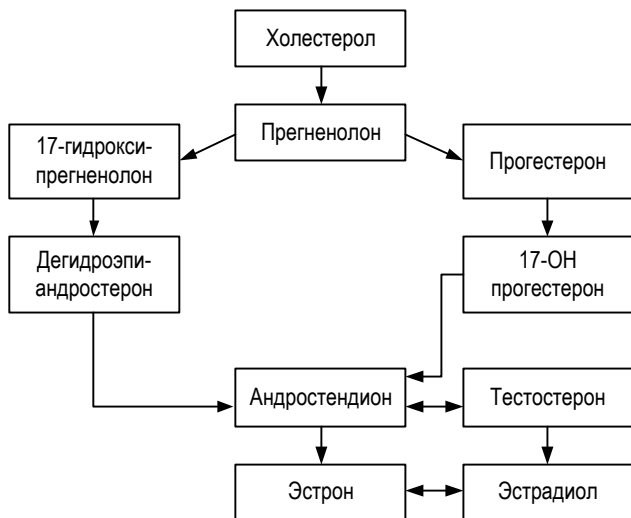 Холестерол
Прегненолон
17-гидрокси-
прегненолон
Прогестерон
Дегидроэпи-
андростерон
17-ОН
прогестерон
Андростендион
Тестостерон
Эстрон
Эстрадиол